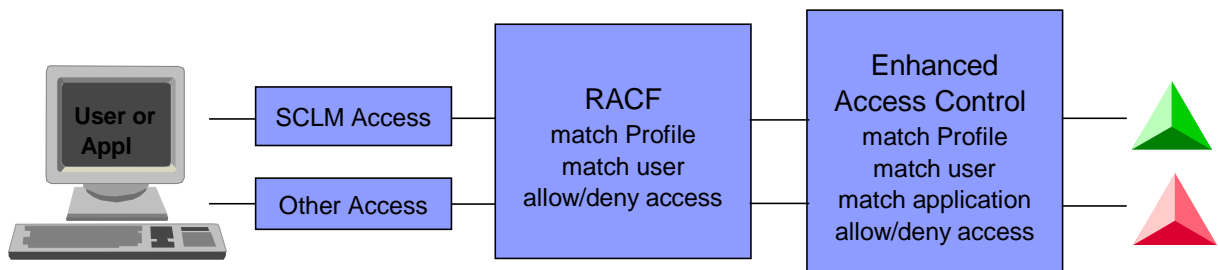 User or
Appl
SCLM Access
Other Access
RACF
match Profile
match user
allow/deny access
Enhanced
Access Control
match Profile
match user
match application
allow/deny access